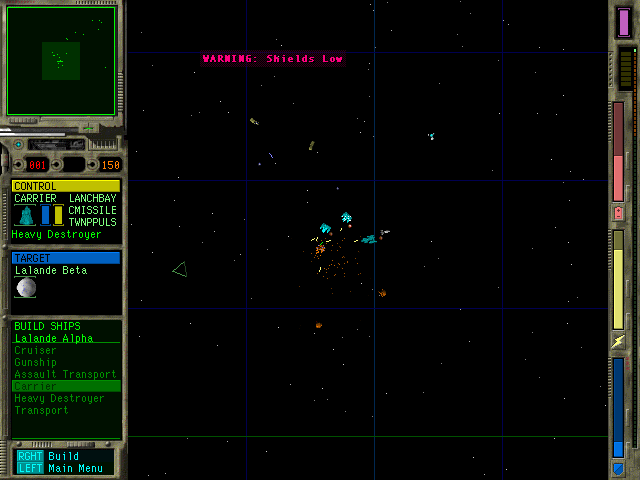 WARNING: Shields Low
001 150
CONTROL
CARRIER LANCHBAY
CMISSILE
TWNPPULS
Heavy Destroyer
TARGET
Lalande Beta
BUILD SHIPS
Lalande Alpha
Cruiser
Gunship
Assault Transport
Carrier
Heavy Destroyer
Transport
RGHT Build
LEFT Main Menu